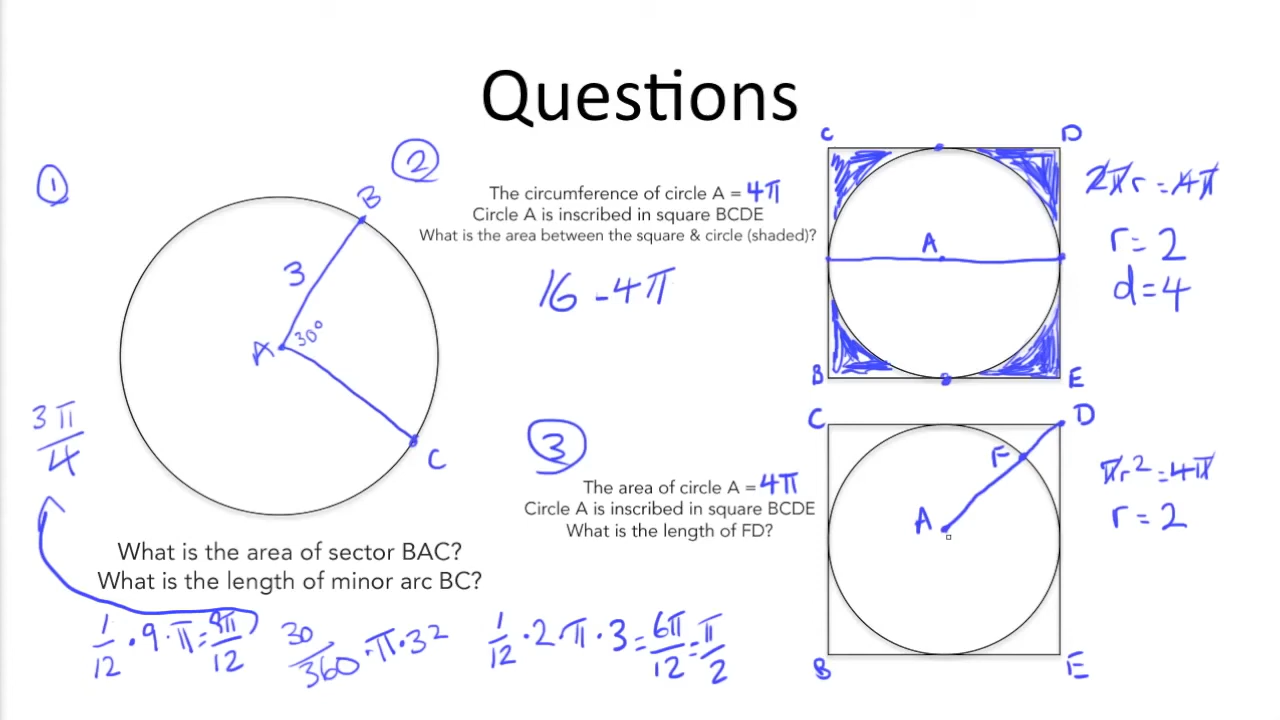 Questions
①
B
3
A
30°
C
3π/4
What is the area of sector BAC?
What is the length of minor arc BC?
1/12 · 9 · π = 9π/12
30/360 · π · 3²
1/12 · 2 · π · 3 = 6π/12 = π/2
②
The circumference of circle A = 4π
Circle A is inscribed in square BCDE
What is the area between the square & circle (shaded)?
16 - 4π
C D
A
B E
2πr = 4π
r = 2
d = 4
③
The area of circle A = 4π
Circle A is inscribed in square BCDE
What is the length of FD?
C D
F
A
B E
πr² = 4π
r = 2